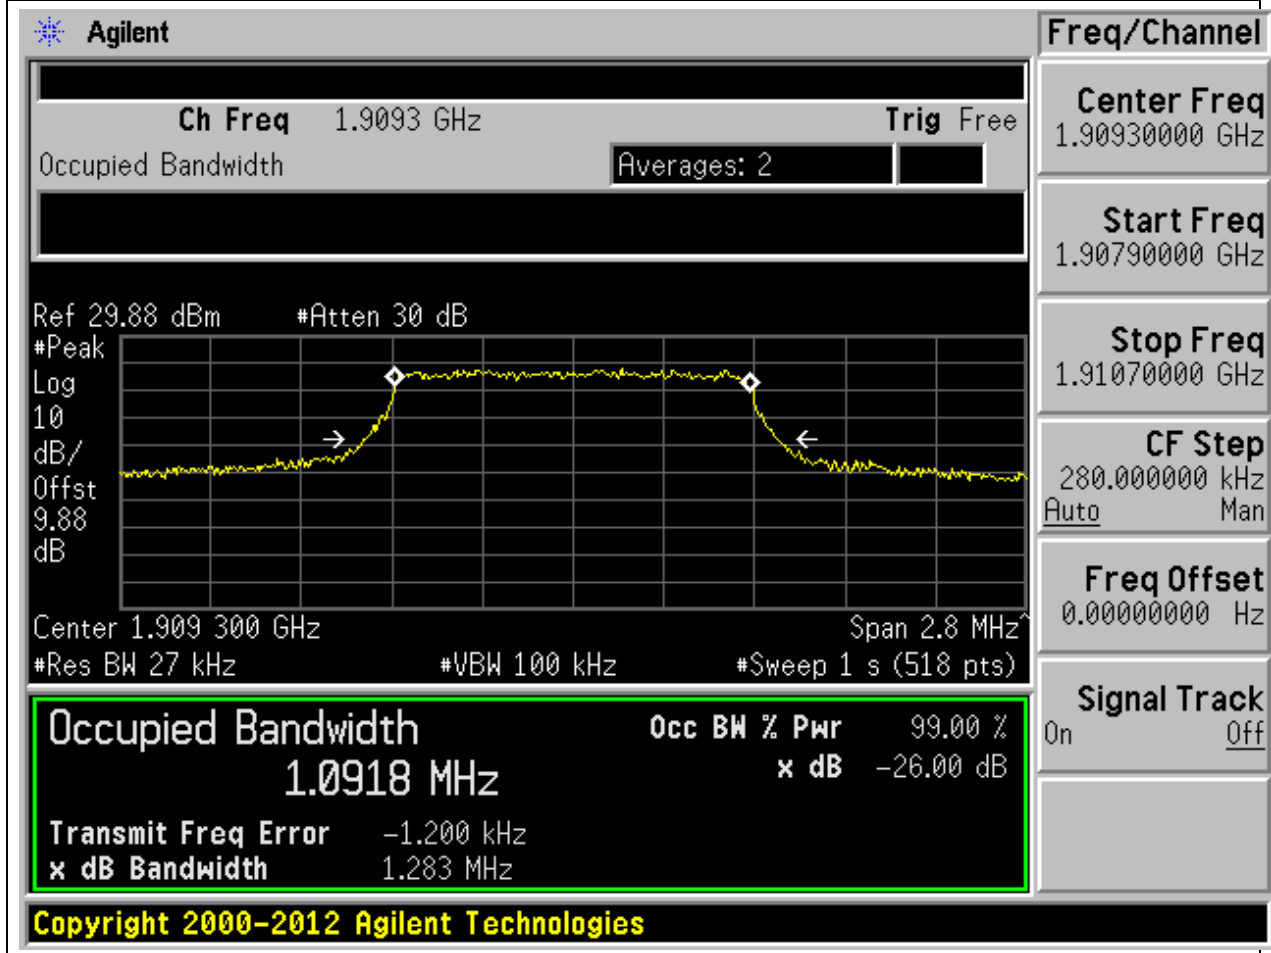 Agilent
Freq/Channel
Ch Freq 1.9093 GHz Trig Free
Occupied Bandwidth Averages: 2
Center Freq
1.90930000 GHz
Start Freq
1.90790000 GHz
Stop Freq
1.91070000 GHz
CF Step
280.000000 kHz
Auto Man
Freq Offset
0.00000000 Hz
Signal Track
On Off
Ref 29.88 dBm #Atten 30 dB
#Peak
Log
10
dB/
Offst
9.88
dB
Center 1.909 300 GHz Span 2.8 MHz^
#Res BW 27 kHz #VBW 100 kHz #Sweep 1 s (518 pts)
Occupied Bandwidth Occ BW % Pwr 99.00 %
1.0918 MHz x dB -26.00 dB
Transmit Freq Error -1.200 kHz
x dB Bandwidth 1.283 MHz
Copyright 2000-2012 Agilent Technologies